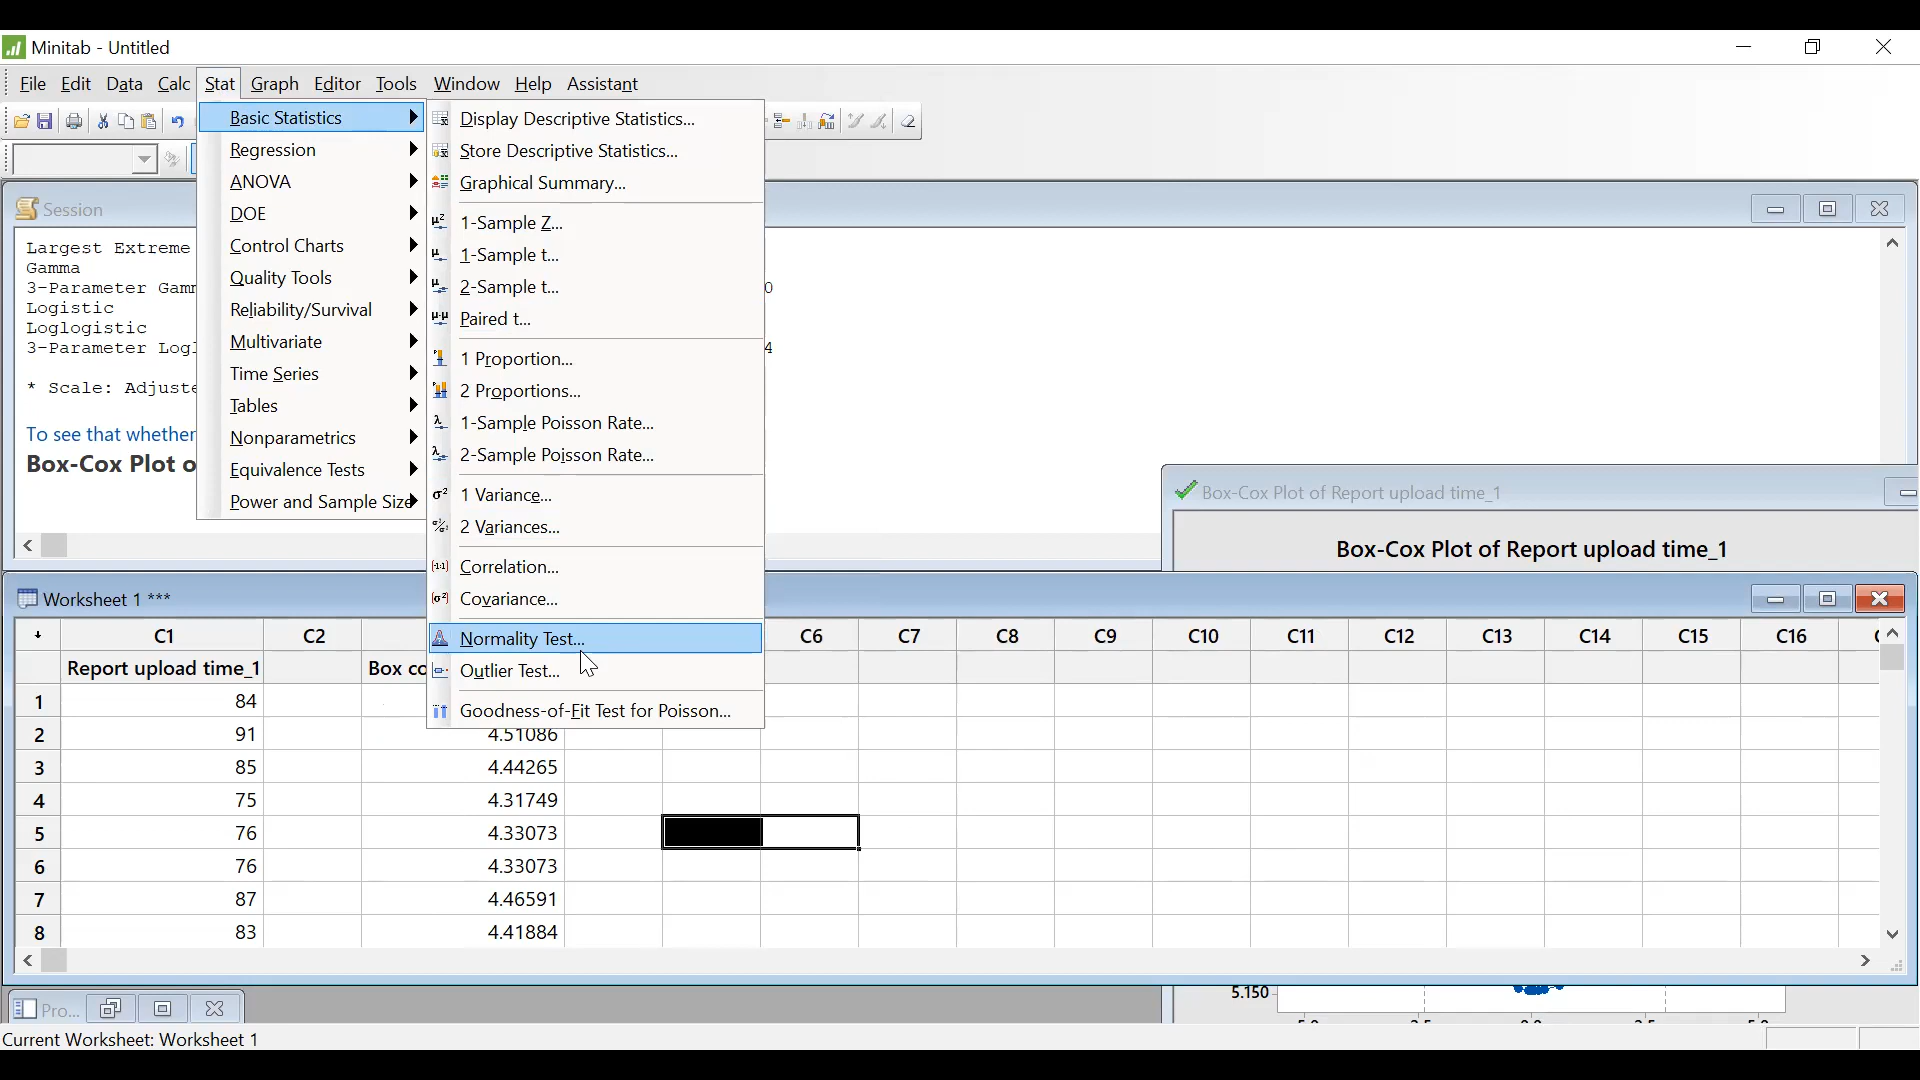 Minitab - Untitled
File Edit Data Calc Stat Graph Editor Tools Window Help Assistant
Basic Statistics
Regression
ANOVA
DOE
Control Charts
Quality Tools
Reliability/Survival
Multivariate
Time Series
Tables
Nonparametrics
Equivalence Tests
Power and Sample Size
Display Descriptive Statistics...
Store Descriptive Statistics...
Graphical Summary...
1-Sample Z...
1-Sample t...
2-Sample t...
Paired t...
1 Proportion...
2 Proportions...
1-Sample Poisson Rate...
2-Sample Poisson Rate...
1 Variance...
2 Variances...
Correlation...
Covariance...
Normality Test...
Outlier Test...
Goodness-of-Fit Test for Poisson...
Session
Largest Extreme
Gamma
3-Parameter Gam 0
Logistic
Loglogistic
3-Parameter Logl 4
* Scale: Adjuste
To see that whether
Box-Cox Plot o
Box-Cox Plot of Report upload time_1
Box-Cox Plot of Report upload time_1
Worksheet 1 ***
C1 C2 C6 C7 C8 C9 C10 C11 C12 C13 C14 C15 C16
Report upload time_1 Box co
1 84
2 91 4.51086
3 85 4.44265
4 75 4.31749
5 76 4.33073
6 76 4.33073
7 87 4.46591
8 83 4.41884
5.150
Pro...
Current Worksheet: Worksheet 1